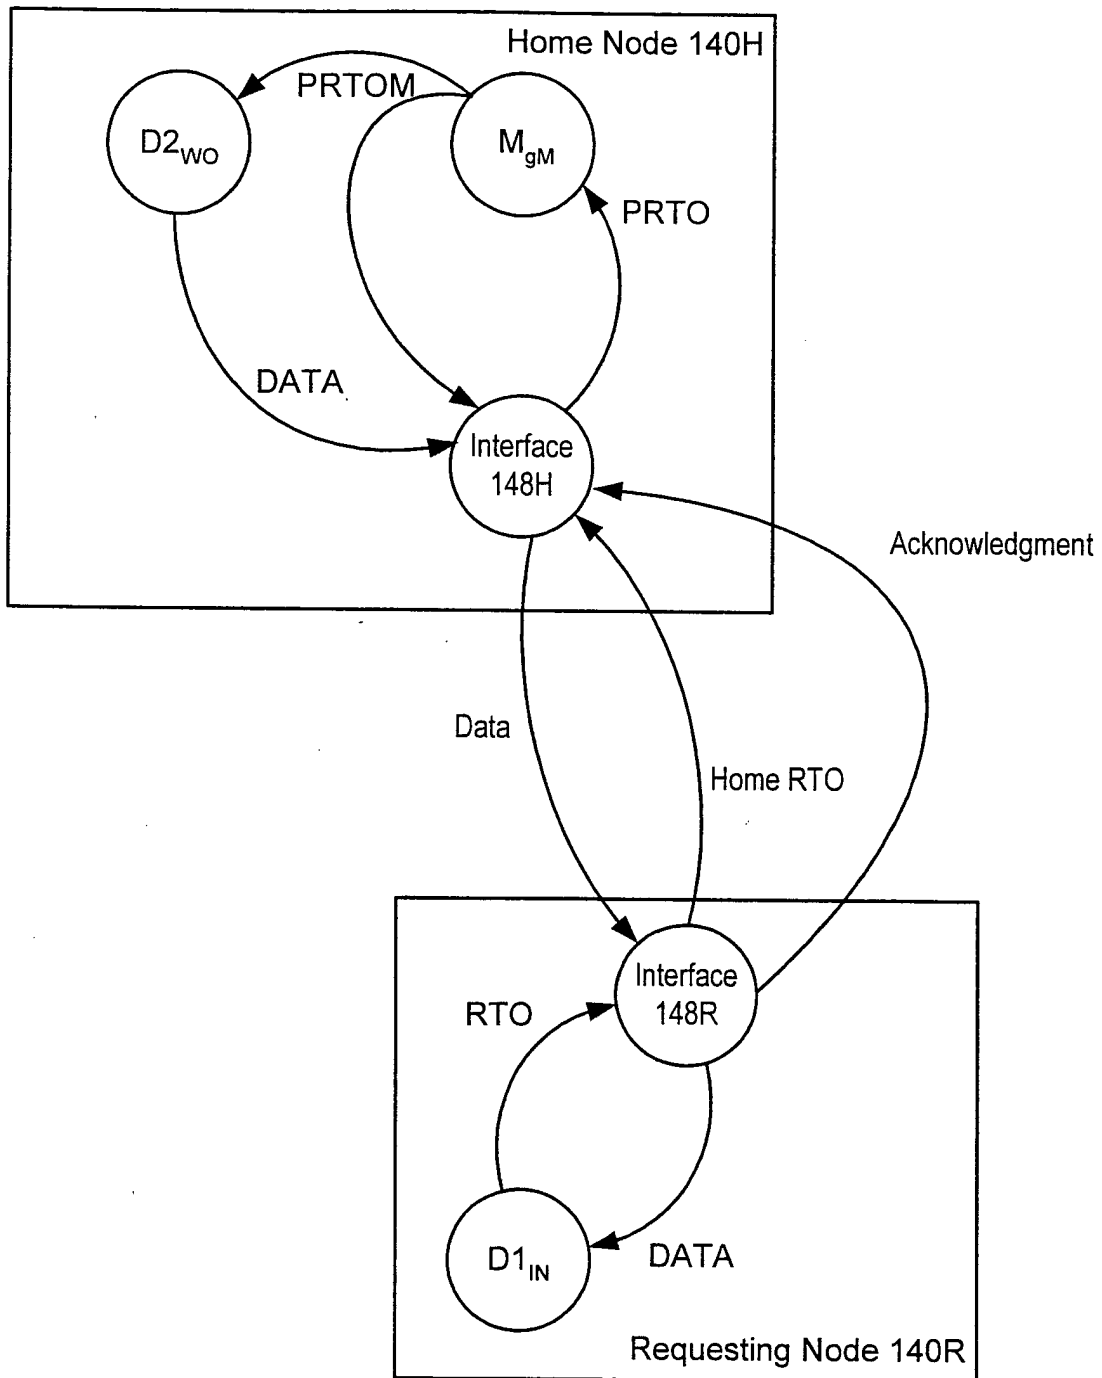 Home Node 140H
PRTOM
D2WO
MgM
PRTO
DATA
Interface
148H
Acknowledgment
Data
Home RTO
Interface
148R
RTO
D1IN
DATA
Requesting Node 140R